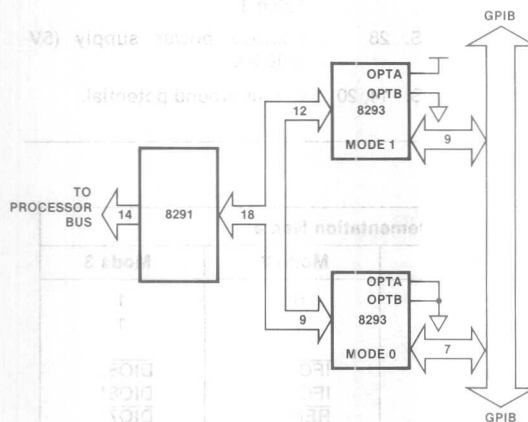 GPIB
OPTA
OPTB
8293
MODE 1
12
9
TO
PROCESSOR
BUS
14
8291
18
9
OPTA
OPTB
8293
MODE 0
7
GPIB